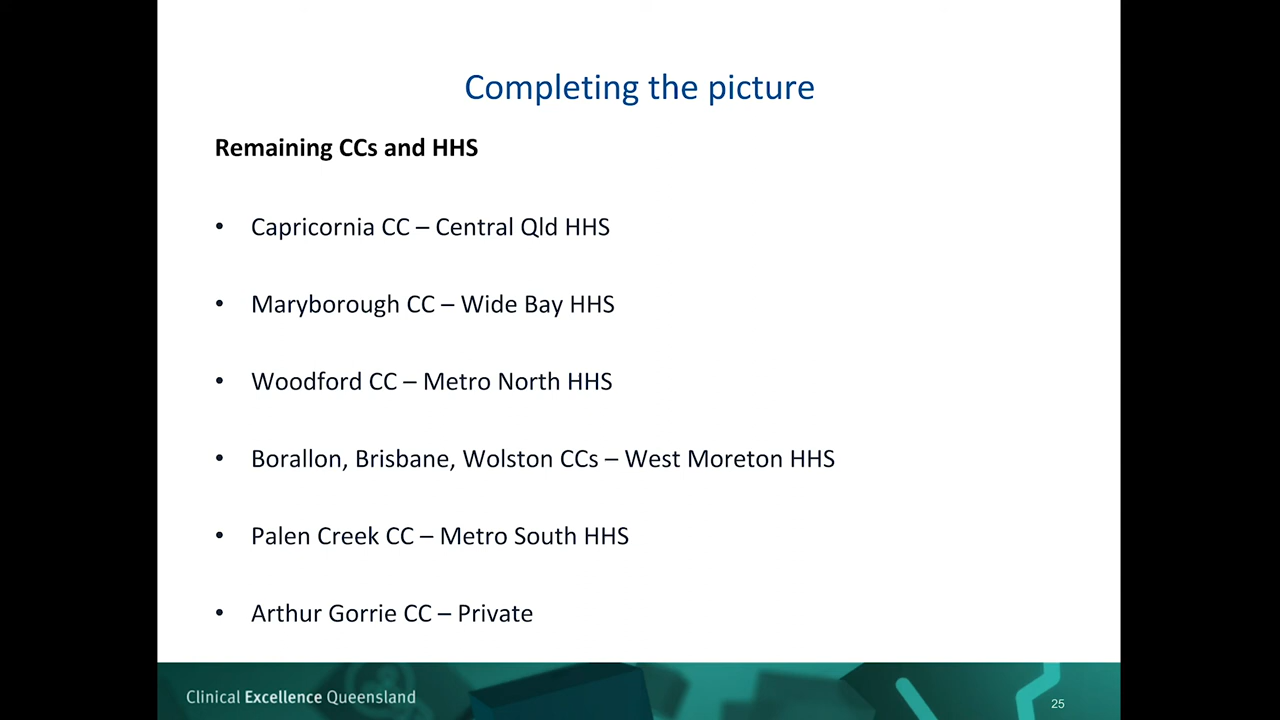 Completing the picture
Remaining CCs and HHS
• Capricornia CC – Central Qld HHS
• Maryborough CC – Wide Bay HHS
• Woodford CC – Metro North HHS
• Borallon, Brisbane, Wolston CCs – West Moreton HHS
• Palen Creek CC – Metro South HHS
• Arthur Gorrie CC – Private
Clinical Excellence Queensland
25